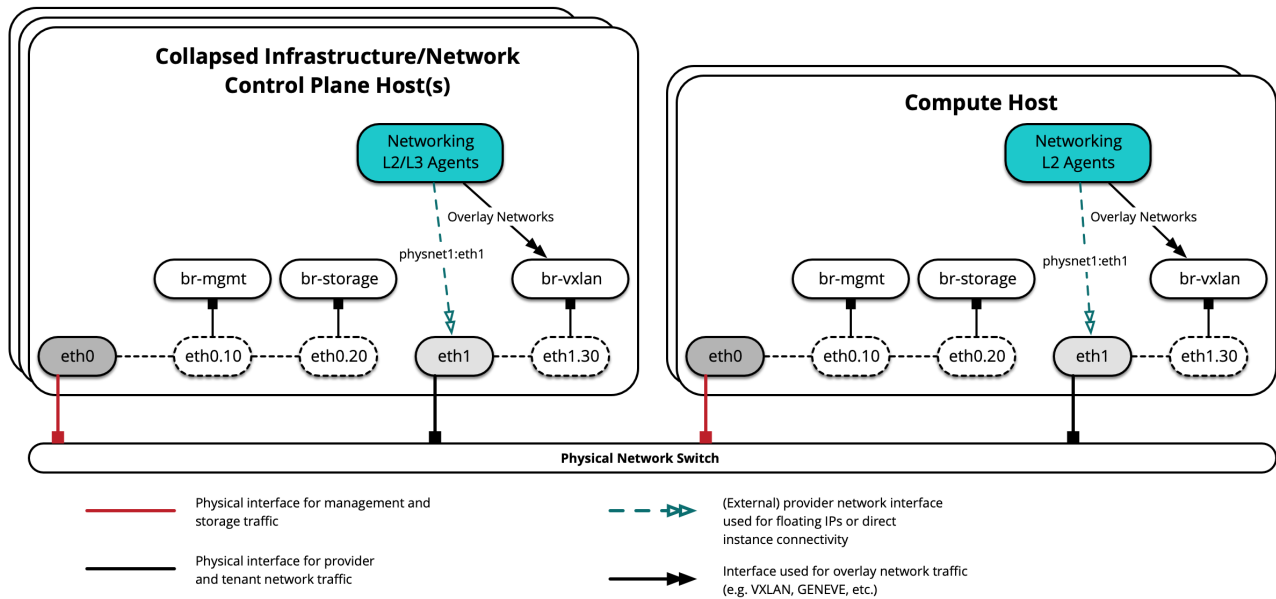 Collapsed Infrastructure/Network
Control Plane Host(s)
Networking
L2/L3 Agents
Overlay Networks
physnet1:eth1
br-mgmt
br-storage
br-vxlan
eth0
eth0.10
eth0.20
eth1
eth1.30
Compute Host
Networking
L2 Agents
Overlay Networks
physnet1:eth1
br-mgmt
br-storage
br-vxlan
eth0
eth0.10
eth0.20
eth1
eth1.30
Physical Network Switch
Physical interface for management and
storage traffic
Physical interface for provider
and tenant network traffic
(External) provider network interface
used for floating IPs or direct
instance connectivity
Interface used for overlay network traffic
(e.g. VXLAN, GENEVE, etc.)